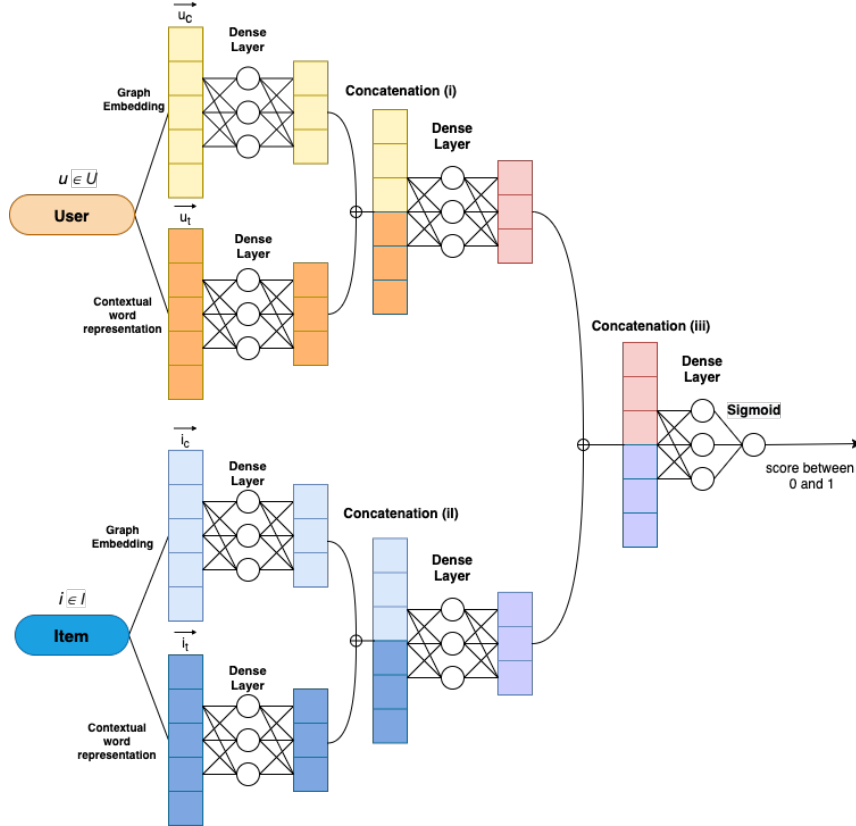 u_c
Dense
Layer
Graph
Embedding
Concatenation (i)
Dense
Layer
u ∈ U
User
u_t
Dense
Layer
Contextual
word
representation
Concatenation (iii)
Dense
Layer
Sigmoid
score between
0 and 1
i_c
Dense
Layer
Graph
Embedding
Concatenation (iI)
Dense
Layer
i ∈ I
Item
i_t
Dense
Layer
Contextual
word
representation